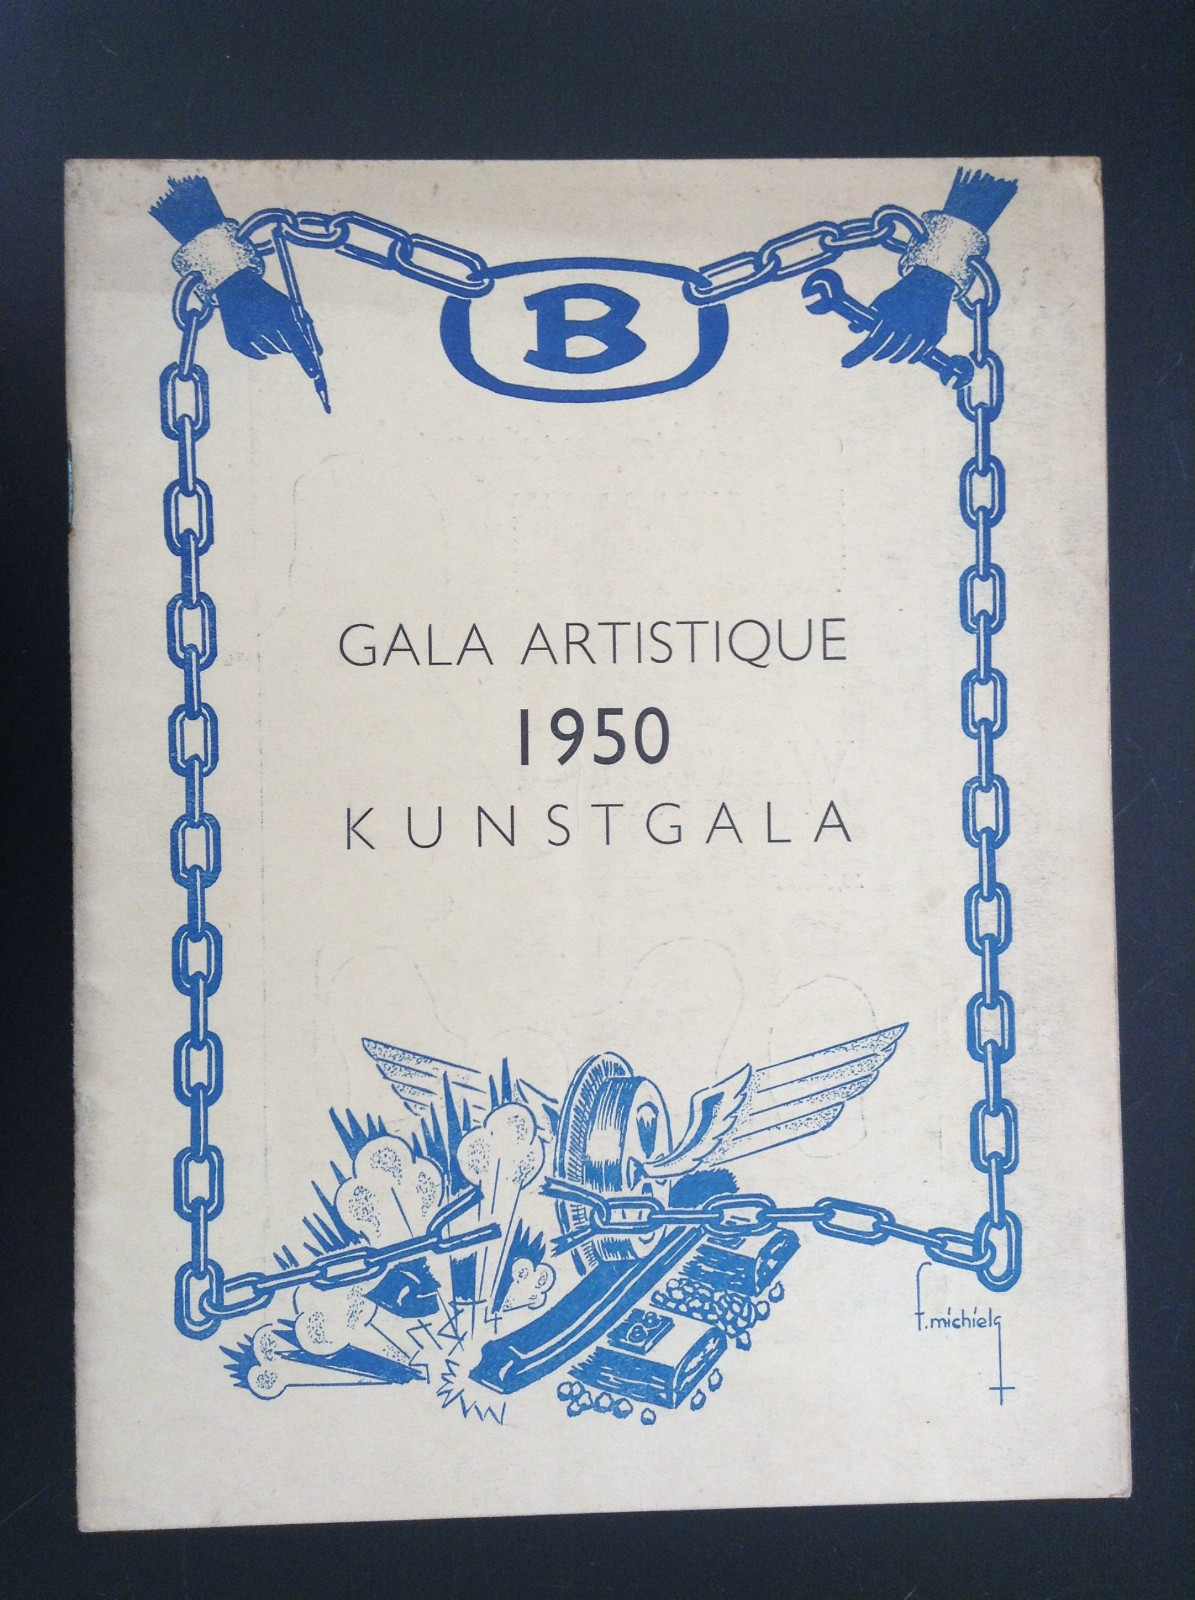 B
GALA ARTISTIQUE
1950
KUNSTGALA
f. michiels